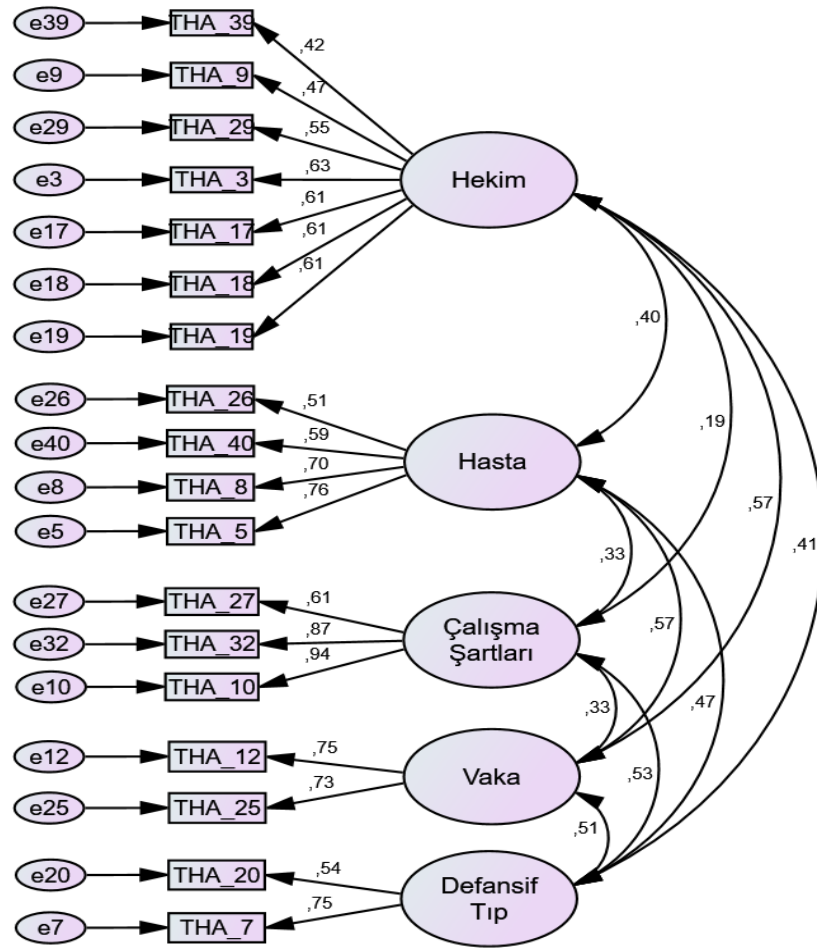 e39 THA_39
,42
e9 THA_9
,47
e29 THA_29
,55
e3 THA_3
,63
Hekim
e17 THA_17
,61
e18 THA_18
,61
e19 THA_19
,61
,40
e26 THA_26
,51
,19
e40 THA_40
,59
Hasta
e8 THA_8
,70
e5 THA_5
,76
,57
,41
,33
e27 THA_27
,61
Çalışma
Şartları
,57
e32 THA_32
,87
e10 THA_10
,94
,33
,47
e12 THA_12
,75
Vaka
,53
e25 THA_25
,73
,51
e20 THA_20
,54
Defansif
Tıp
e7 THA_7
,75